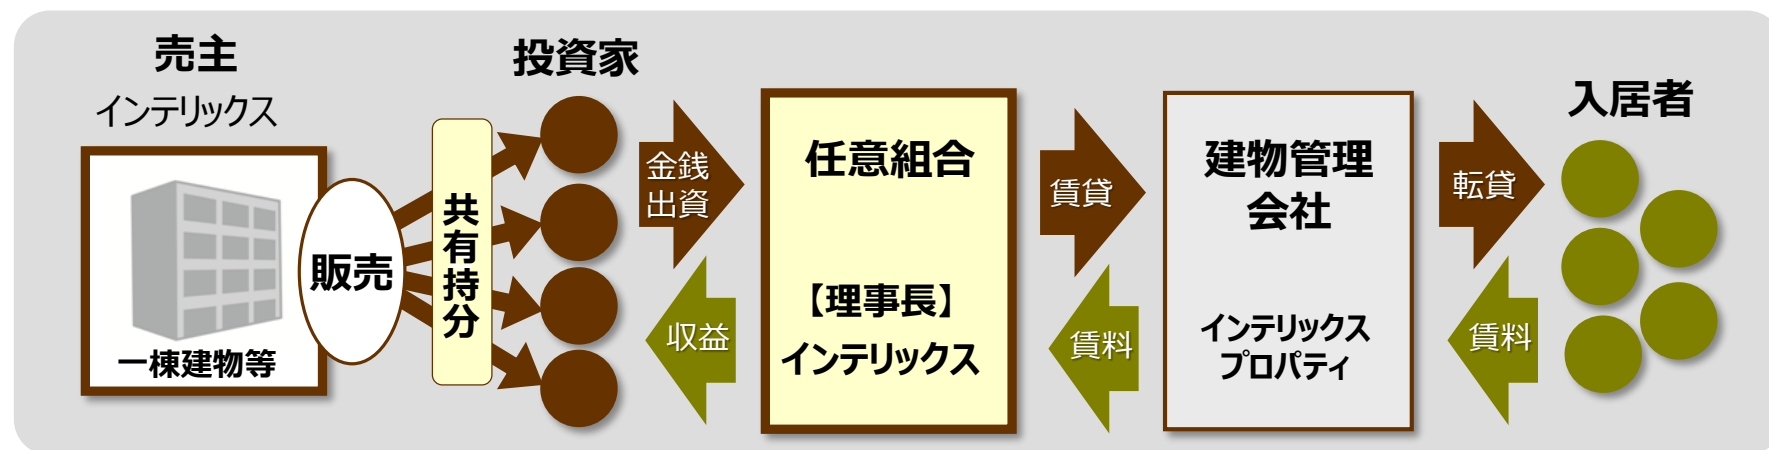 売主
インテリックス
一棟建物等
販売
共有持分
投資家
金銭
出資
収益
任意組合
【理事長】
インテリックス
賃貸
賃料
建物管理
会社
インテリックス
プロパティ
転貸
賃料
入居者